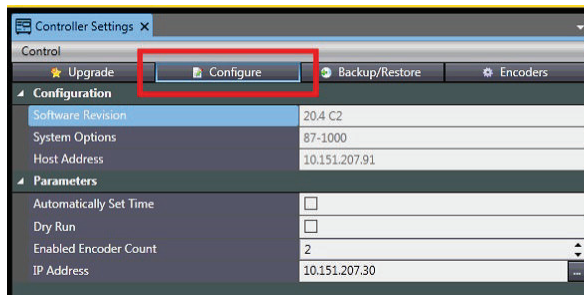 Controller Settings
Control
Upgrade Configure Backup/Restore Encoders
Configuration
Software Revision 20.4 C2
System Options 87-1000
Host Address 10.151.207.91
Parameters
Automatically Set Time
Dry Run
Enabled Encoder Count 2
IP Address 10.151.207.30 ...